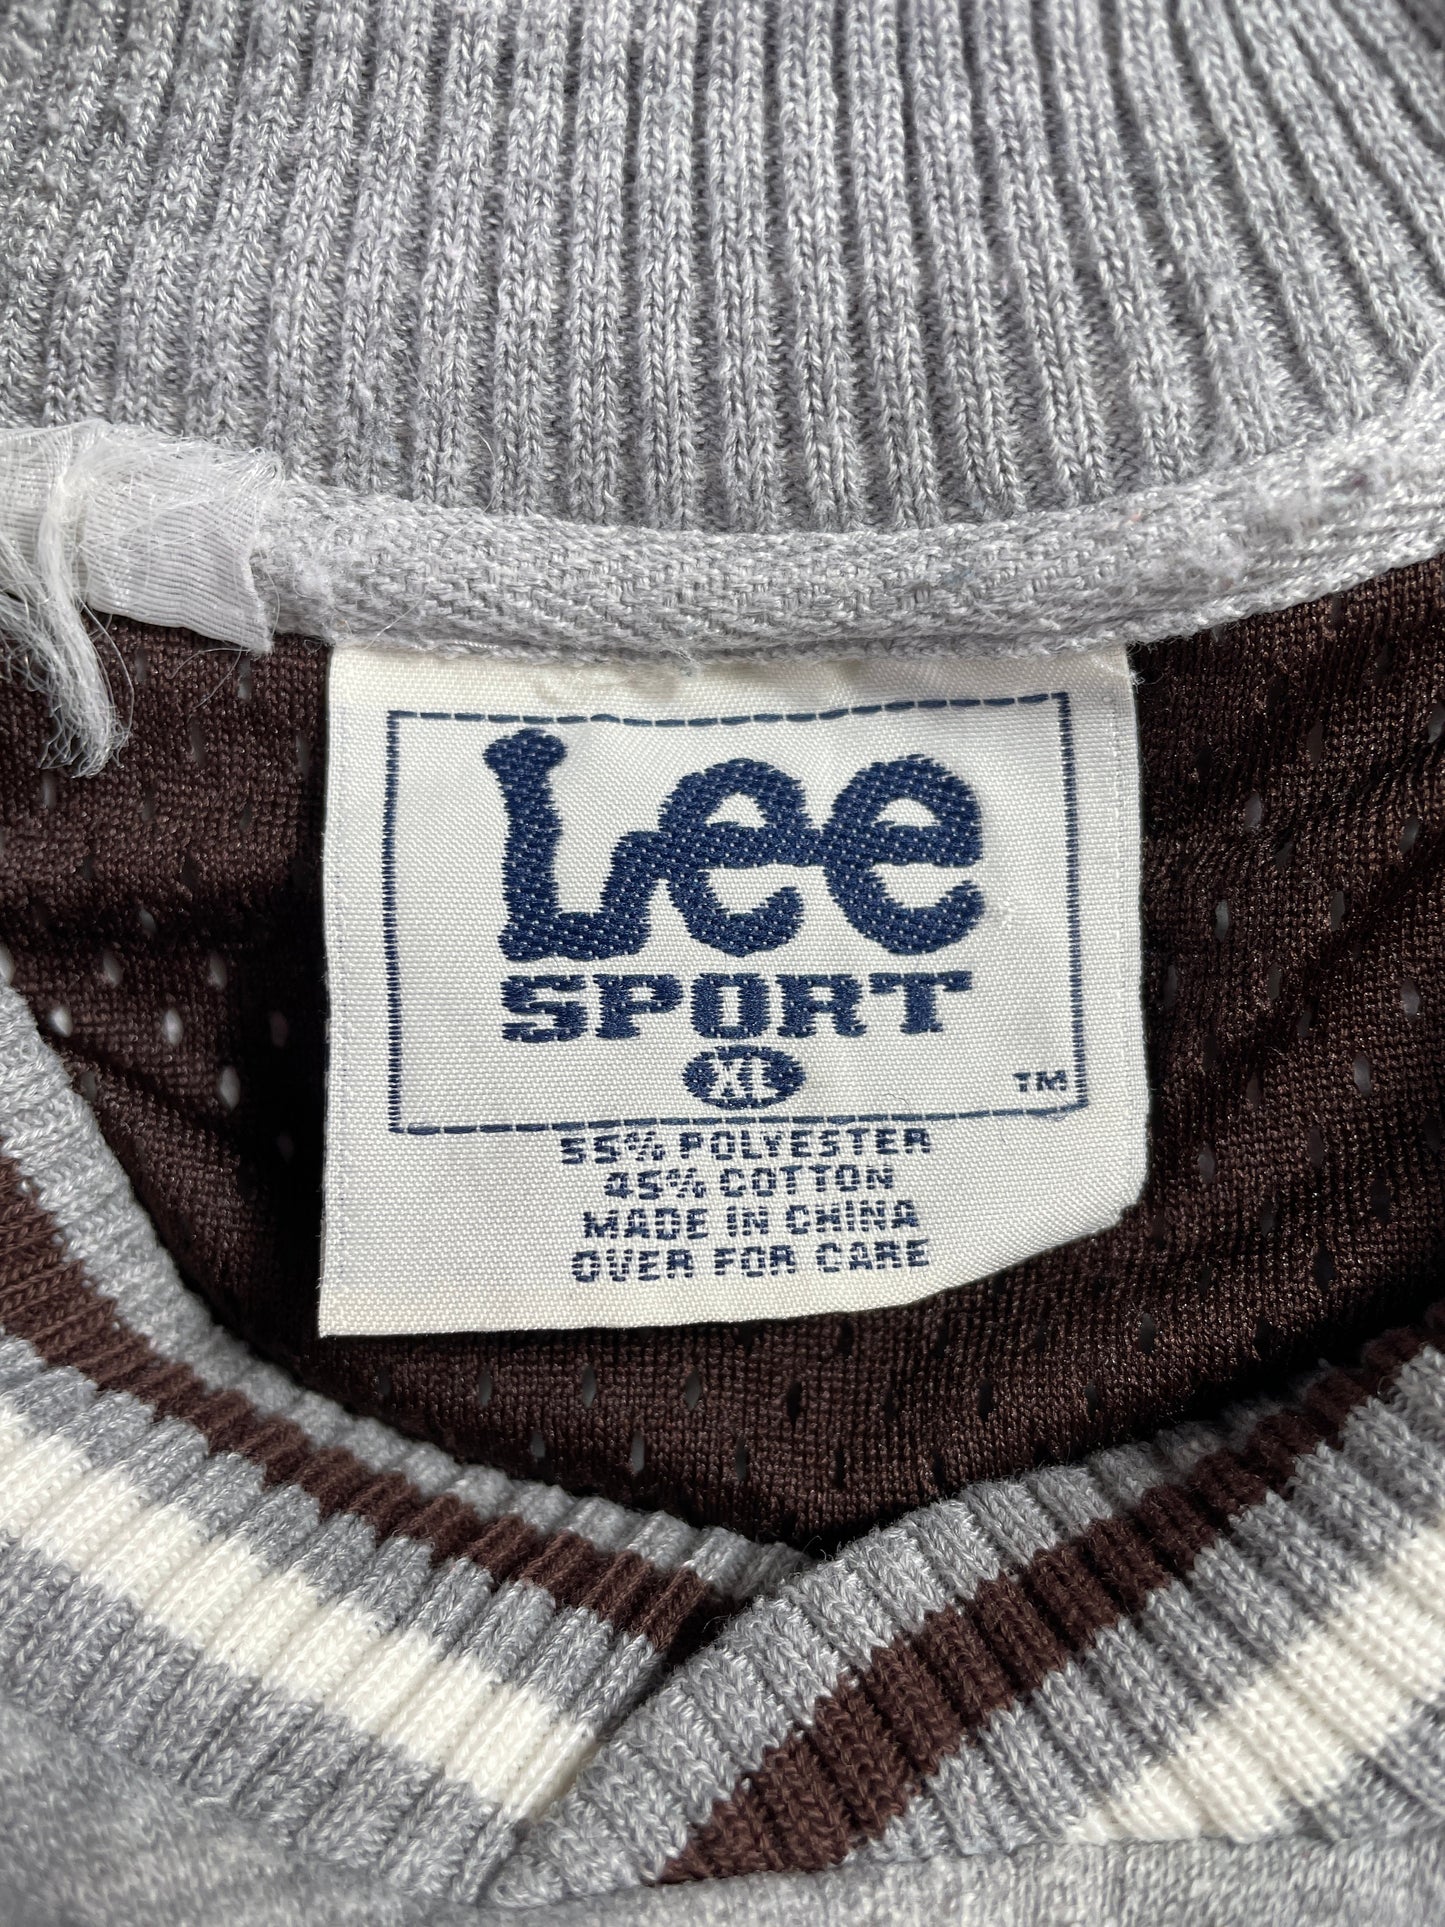 Lee
SPORT
XL
TM
55% POLYESTER
45% COTTON
MADE IN CHINA
OVER FOR CARE